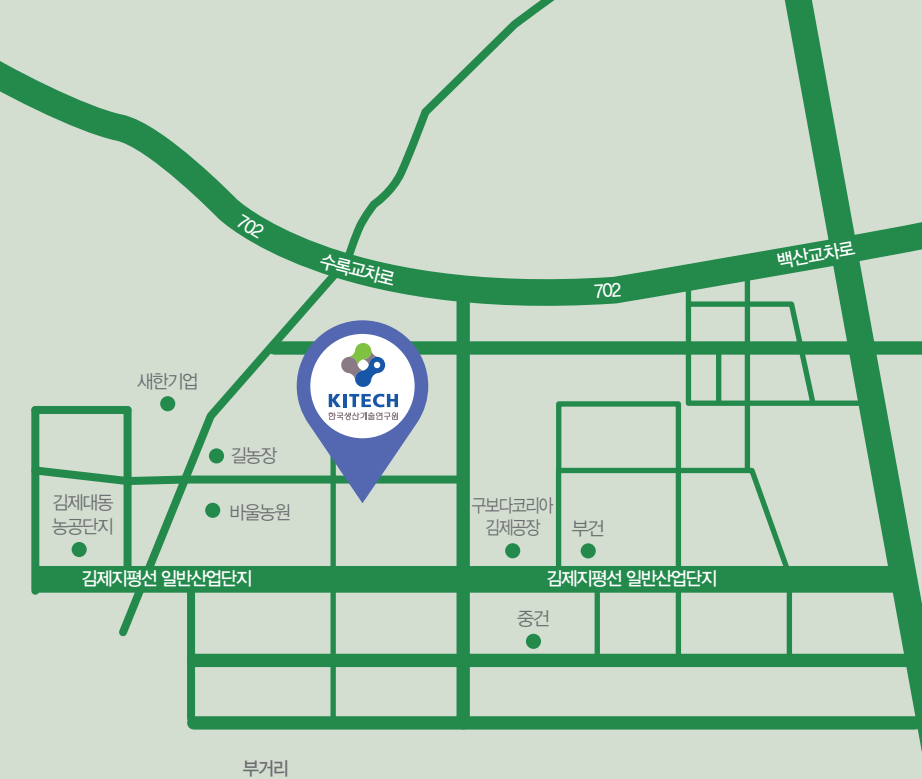 702
수록교차로
백산교차로
702
KITECH
한국생산기술연구원
새한기업
길농장
김제대동
농공단지
바울농원
구보다코리아
김제공장
부건
김제지평선 일반산업단지
김제지평선 일반산업단지
중건
부거리